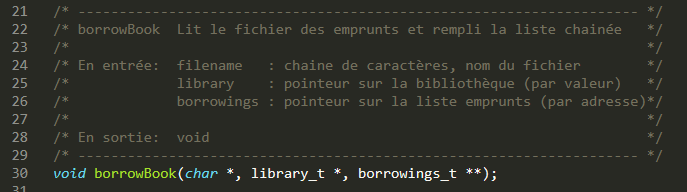 21 /* ---------------------------------------------------------------------- */
22 /* borrowBook  Lit le fichier des emprunts et rempli la liste chainée   */
23 /*                                                                        */
24 /* En entrée:  filename   : chaine de caractères, nom du fichier        */
25 /*             library    : pointeur sur la bibliothèque (par valeur)   */
26 /*             borrowings : pointeur sur la liste emprunts (par adresse)*/
27 /*                                                                        */
28 /* En sortie:  void                                                       */
29 /* ---------------------------------------------------------------------- */
30 void borrowBook(char *, library_t *, borrowings_t **);
31